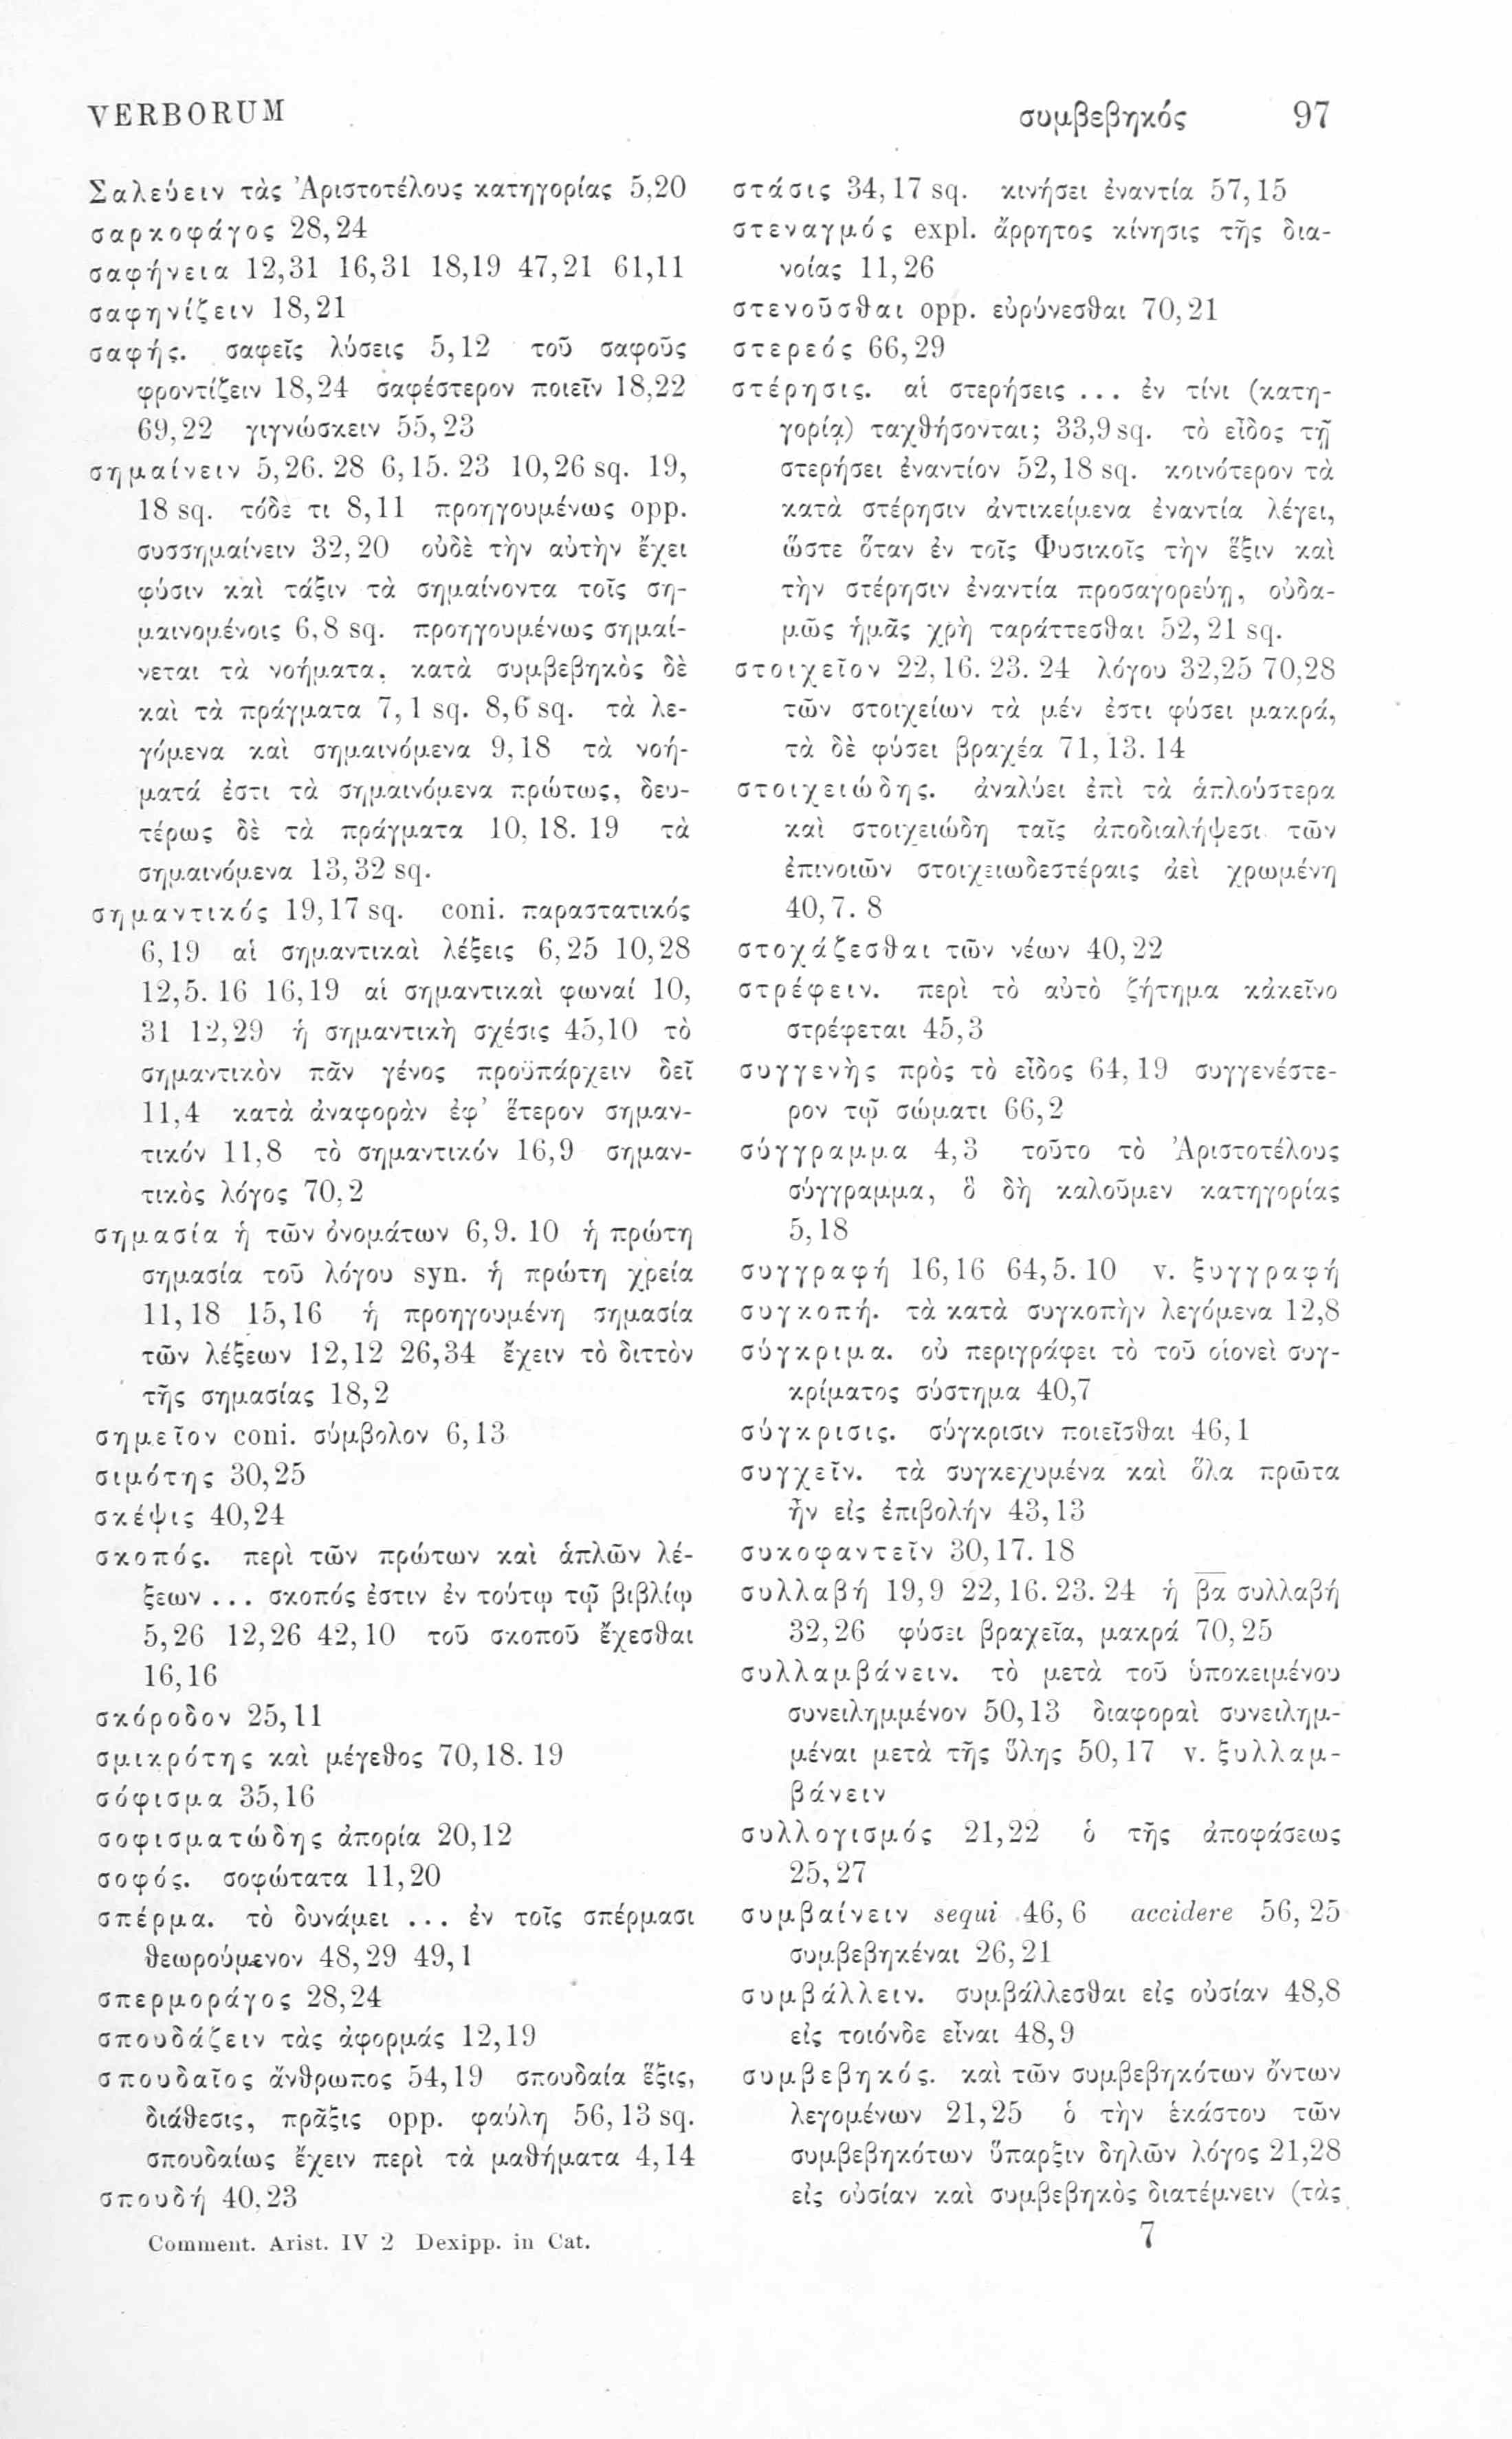 VERBORUM συμβεβηκός 97
Σαλεύειν τὰς Ἀριστοτέλους κατηγορίας 5,20
σαρκοφάγος 28,24
σαφήνεια 12,31 16,31 18,19 47,21 61,11
σαφηνίζειν 18,21
σαφής. σαφεῖς λύσεις 5,12 τοῦ σαφοῦς
φροντίζειν 18,24 σαφέστερον ποιεῖν 18,22
69,22 γιγνώσκειν 55,23
σημαίνειν 5,26. 28 6,15. 23 10,26 sq. 19,
18 sq. τόδε τι 8,11 προηγουμένως opp.
συσσημαίνειν 32,20 οὐδὲ τὴν αὐτὴν ἔχει
φύσιν καὶ τάξιν τὰ σημαίνοντα τοῖς ση-
μαινομένοις 6,8 sq. προηγουμένως σημαί-
νεται τὰ νοήματα, κατὰ συμβεβηκὸς δὲ
καὶ τὰ πράγματα 7,1 sq. 8,6 sq. τὰ λε-
γόμενα καὶ σημαινόμενα 9,18 τὰ νοή-
ματά ἐστι τὰ σημαινόμενα πρώτως, δευ-
τέρως δὲ τὰ πράγματα 10,18. 19 τὰ
σημαινόμενα 13,32 sq.
σημαντικός 19,17 sq. coni. παραστατικός
6,19 αἱ σημαντικαὶ λέξεις 6,25 10,28
12,5. 16 16,19 αἱ σημαντικαὶ φωναί 10,
31 12,29 ἡ σημαντικὴ σχέσις 45,10 τὸ
σημαντικὸν πᾶν γένος προϋπάρχειν δεῖ
11,4 κατὰ ἀναφορὰν ἐφ’ ἕτερον σημαν-
τικόν 11,8 τὸ σημαντικόν 16,9 σημαν-
τικὸς λόγος 70,2
σημασία ἡ τῶν ὀνομάτων 6,9. 10 ἡ πρώτη
σημασία τοῦ λόγου syn. ἡ πρώτη χρεία
11,18 15,16 ἡ προηγουμένη σημασία
τῶν λέξεων 12,12 26,34 ἔχειν τὸ διττὸν
τῆς σημασίας 18,2
σημεῖον coni. σύμβολον 6,13
σιμότης 30,25
σκέψις 40,24
σκοπός. περὶ τῶν πρώτων καὶ ἁπλῶν λέ-
ξεων ... σκοπός ἐστιν ἐν τούτῳ τῷ βιβλίῳ
5,26 12,26 42,10 τοῦ σκοποῦ ἔχεσθαι
16,16
σκόροδον 25,11
σμικρότης καὶ μέγεθος 70,18. 19
σόφισμα 35,16
σοφισματώδης ἀπορία 20,12
σοφός. σοφώτατα 11,20
σπέρμα. τὸ δυνάμει ... ἐν τοῖς σπέρμασι
θεωρούμενον 48,29 49,1
σπερμοράγος 28,24
σπουδάζειν τὰς ἀφορμάς 12,19
σπουδαῖος ἄνθρωπος 54,19 σπουδαία ἕξις,
διάθεσις, πρᾶξις opp. φαύλη 56,13 sq.
σπουδαίως ἔχειν περὶ τὰ μαθήματα 4,14
σπουδή 40,23
στάσις 34,17 sq. κινήσει ἐναντία 57,15
στεναγμός expl. ἄρρητος κίνησις τῆς δια-
νοίας 11,26
στενοῦσθαι opp. εὐρύνεσθαι 70,21
στερεός 66,29
στέρησις. αἱ στερήσεις ... ἐν τίνι (κατη-
γορίᾳ) ταχθήσονται; 33,9 sq. τὸ εἶδος τῇ
στερήσει ἐναντίον 52,18 sq. κοινότερον τὰ
κατὰ στέρησιν ἀντικείμενα ἐναντία λέγει,
ὥστε ὅταν ἐν τοῖς Φυσικοῖς τὴν ἕξιν καὶ
τὴν στέρησιν ἐναντία προσαγορεύῃ, οὐδα-
μῶς ἡμᾶς χρὴ ταράττεσθαι 52,21 sq.
στοιχεῖον 22,16. 23. 24 λόγου 32,25 70,28
τῶν στοιχείων τὰ μέν ἐστι φύσει μακρά,
τὰ δὲ φύσει βραχέα 71,13. 14
στοιχειώδης. ἀναλύει ἐπὶ τὰ ἁπλούστερα
καὶ στοιχειώδη ταῖς ἀποδιαλήψεσι τῶν
ἐπινοιῶν στοιχειωδεστέραις ἀεὶ χρωμένη
40,7. 8
στοχάζεσθαι τῶν νέων 40,22
στρέφειν. περὶ τὸ αὐτὸ ζήτημα κἀκεῖνο
στρέφεται 45,3
συγγενὴς πρὸς τὸ εἶδος 64,19 συγγενέστε-
ρον τῷ σώματι 66,2
σύγγραμμα 4,3 τοῦτο τὸ Ἀριστοτέλους
σύγγραμμα, ὃ δὴ καλοῦμεν κατηγορίας
5,18
συγγραφή 16,16 64,5. 10 v. ξυγγραφή
συγκοπή. τὰ κατὰ συγκοπὴν λεγόμενα 12,8
σύγκριμα. οὐ περιγράφει τὸ τοῦ οἱονεὶ συγ-
κρίματος σύστημα 40,7
σύγκρισις. σύγκρισιν ποιεῖσθαι 46,1
συγχεῖν. τὰ συγκεχυμένα καὶ ὅλα πρῶτα
ἦν εἰς ἐπιβολήν 43,13
συκοφαντεῖν 30,17. 18
συλλαβή 19,9 22,16. 23. 24 ἡ βα συλλαβή
32,26 φύσει βραχεῖα, μακρά 70,25
συλλαμβάνειν. τὸ μετὰ τοῦ ὑποκειμένου
συνειλημμένον 50,13 διαφοραὶ συνειλημ-
μέναι μετὰ τῆς ὕλης 50,17 v. ξυλλαμ-
βάνειν
συλλογισμός 21,22 ὁ τῆς ἀποφάσεως
25,27
συμβαίνειν sequi 46,6 accidere 56,25
συμβεβηκέναι 26,21
συμβάλλειν. συμβάλλεσθαι εἰς οὐσίαν 48,8
εἰς τοιόνδε εἶναι 48,9
συμβεβηκός. καὶ τῶν συμβεβηκότων ὄντων
λεγομένων 21,25 ὁ τὴν ἑκάστου τῶν
συμβεβηκότων ὕπαρξιν δηλῶν λόγος 21,28
εἰς οὐσίαν καὶ συμβεβηκὸς διατέμνειν (τὰς
Comment. Arist. IV 2 Dexipp. in Cat. 7